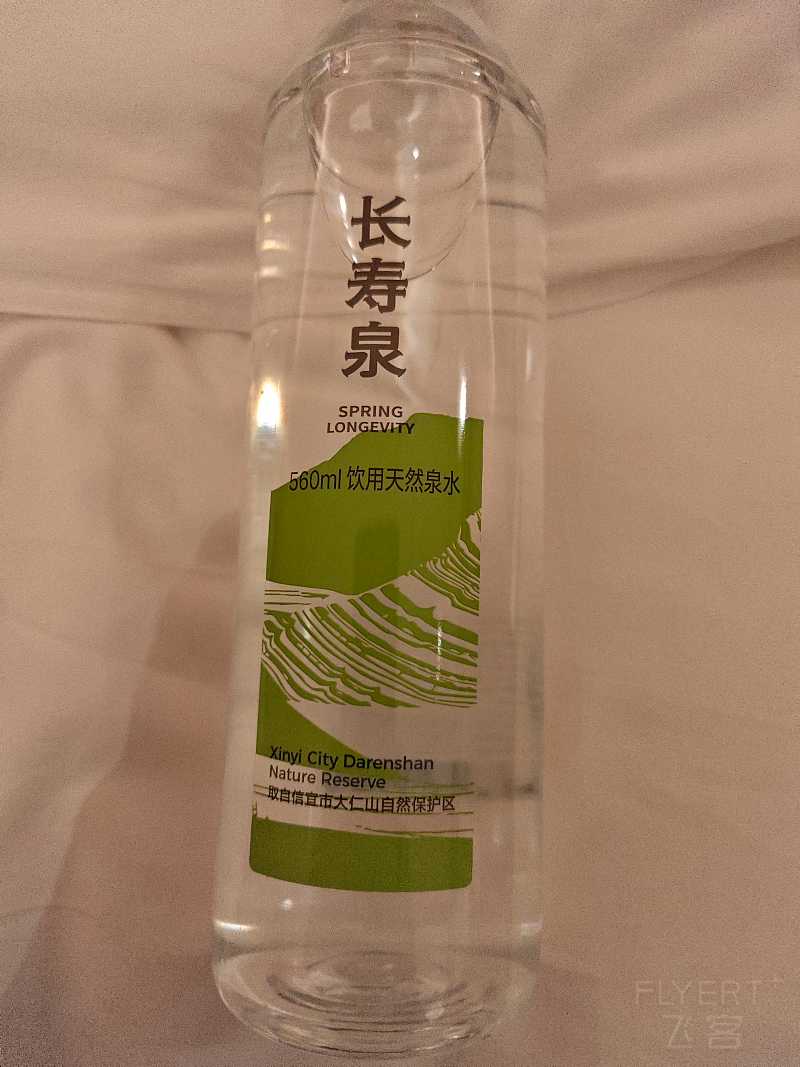 长寿泉
SPRING
LONGEVITY
560ml 饮用天然泉水
Xinyi City Darenshan
Nature Reserve
取自信宜市大仁山自然保护区
FLYERT+
飞客